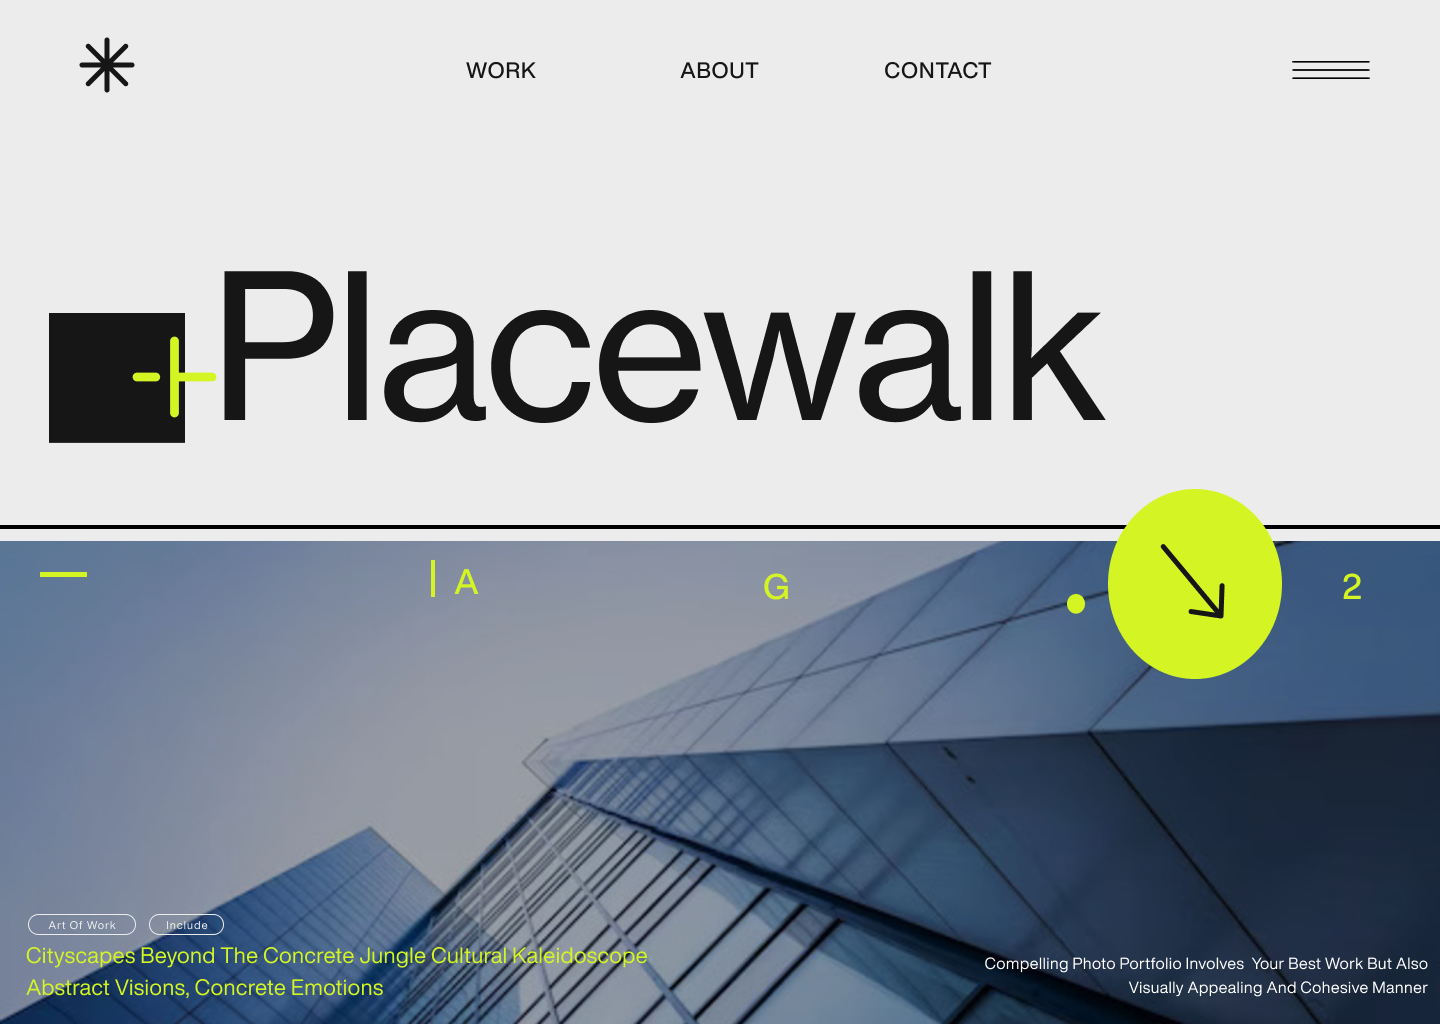 WORK ABOUT CONTACT
Placewalk
A G 2
Art Of Work Include
Cityscapes Beyond The Concrete Jungle Cultural Kaleidoscope
Abstract Visions, Concrete Emotions
Compelling Photo Portfolio Involves  Your Best Work But Also
Visually Appealing And Cohesive Manner